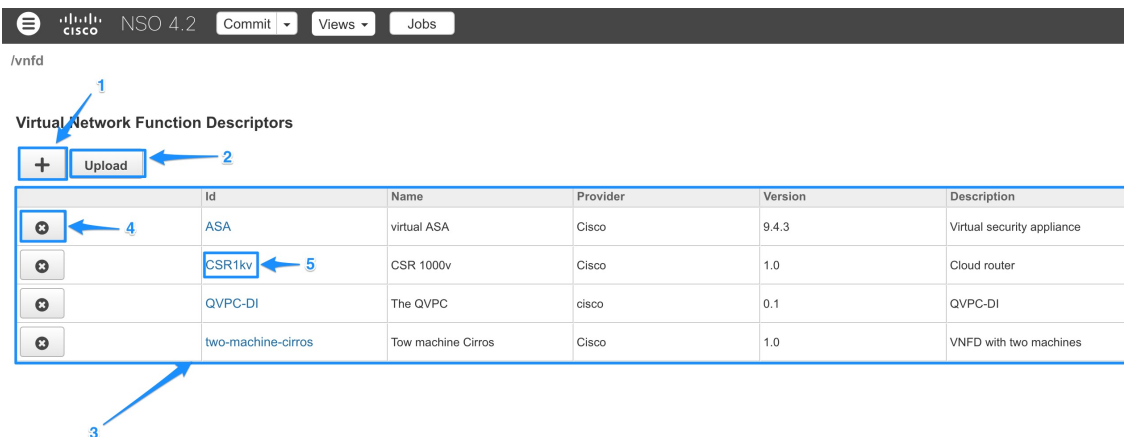 cisco NSO 4.2 Commit Views Jobs
/vnfd
1
Virtual Network Function Descriptors
+ Upload 2
Id Name Provider Version Description
4 ASA virtual ASA Cisco 9.4.3 Virtual security appliance
CSR1kv 5 CSR 1000v Cisco 1.0 Cloud router
QVPC-DI The QVPC cisco 0.1 QVPC-DI
two-machine-cirros Tow machine Cirros Cisco 1.0 VNFD with two machines
3